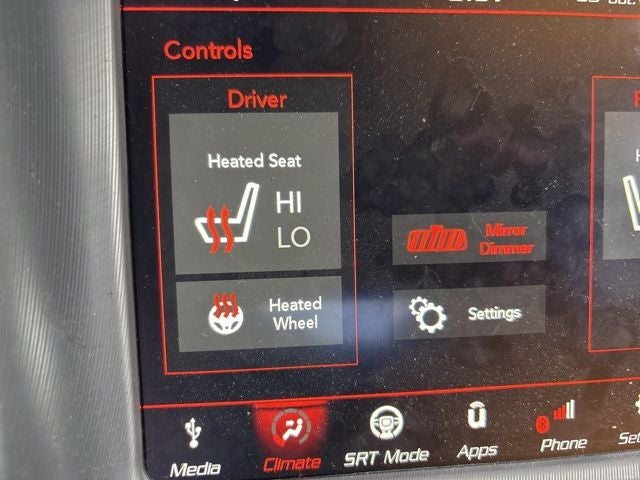 Controls
Driver
Heated Seat
HI
LO
Mirror
Dimmer
Heated
Wheel
Settings
Media
Climate
SRT Mode
Apps
Phone